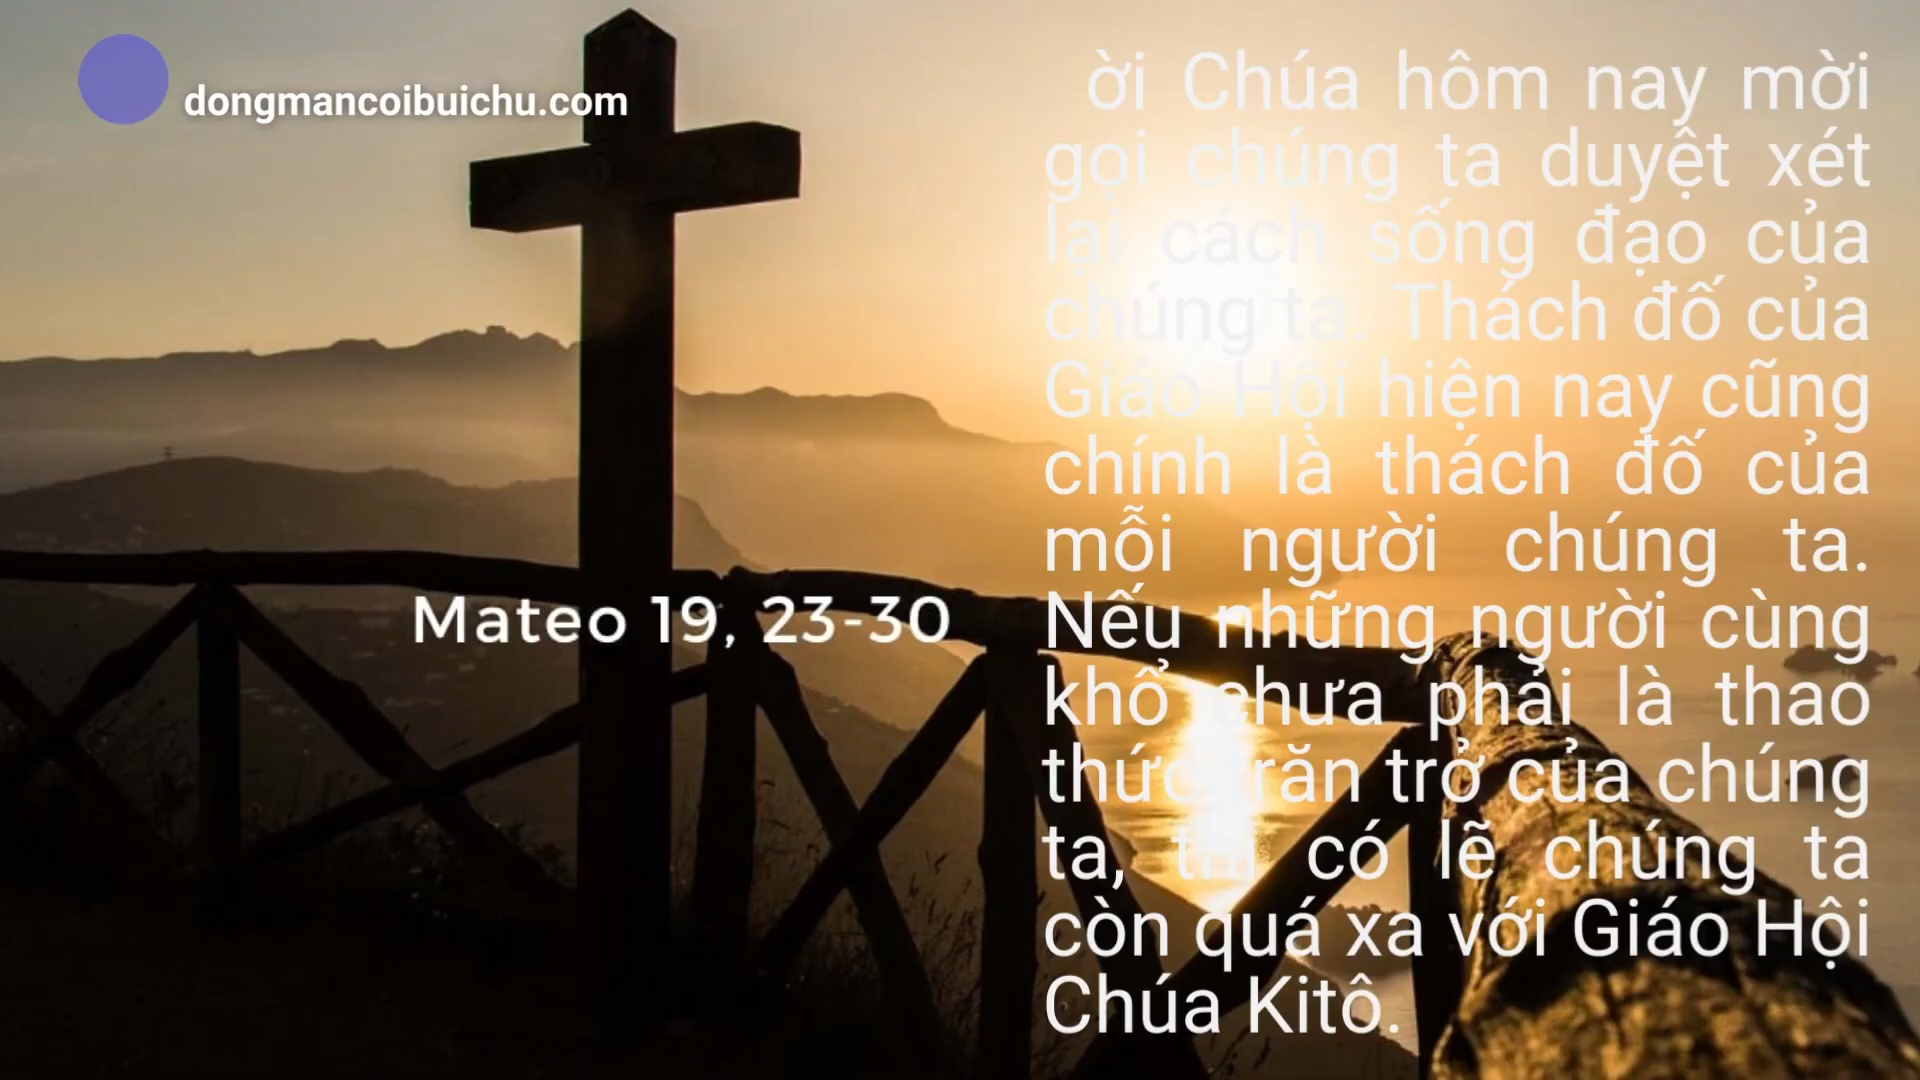 dongmancoibuichu.com
ời Chúa hôm nay mời
gọi chúng ta duyệt xét
lại cách sống đạo của
chúng ta. Thách đố của
Giáo Hội hiện nay cũng
chính là thách đố của
mỗi người chúng ta.
Nếu những người cùng
khổ chưa phải là thao
thức trăn trở của chúng
ta, thì có lẽ chúng ta
còn quá xa với Giáo Hội
Chúa Kitô.
Mateo 19, 23-30